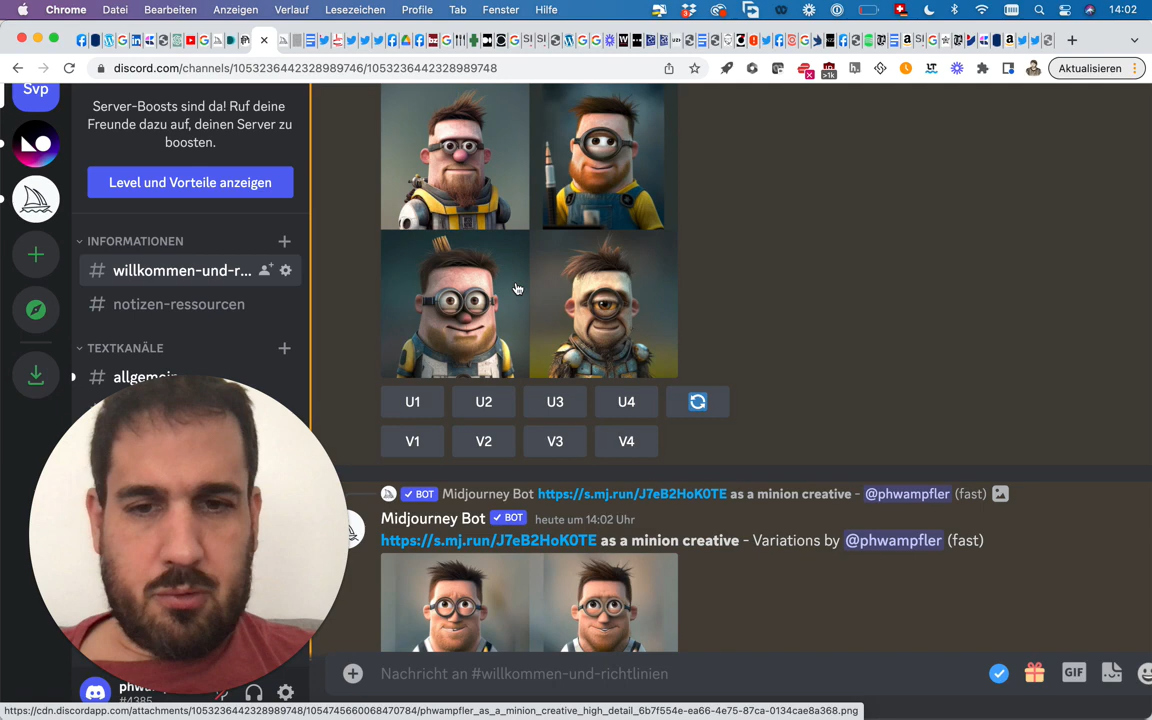 Chrome Datei Bearbeiten Anzeigen Verlauf Lesezeichen Profile Tab Fenster Hilfe 14:02
discord.com/channels/1053236442328989746/1053236442328989748
Aktualisieren
Svp
Server-Boosts sind da! Ruf deine
Freunde dazu auf, deinen Server zu
boosten.
Level und Vorteile anzeigen
INFORMATIONEN
# willkommen-und-r...
# notizen-ressourcen
TEXTKANÄLE
# allgemein
U1 U2 U3 U4
V1 V2 V3 V4
BOT Midjourney Bot https://s.mj.run/J7eB2HoK0TE as a minion creative - @phwampfler (fast)
Midjourney Bot BOT heute um 14:02 Uhr
https://s.mj.run/J7eB2HoK0TE as a minion creative - Variations by @phwampfler (fast)
Nachricht an #willkommen-und-richtlinien
GIF
#4385
https://cdn.discordapp.com/attachments/1053236442328989748/1054745660068470784/phwampfler_as_a_minion_creative_high_detail_6b7f554e-ea66-4e75-87ca-0134cae8a368.png